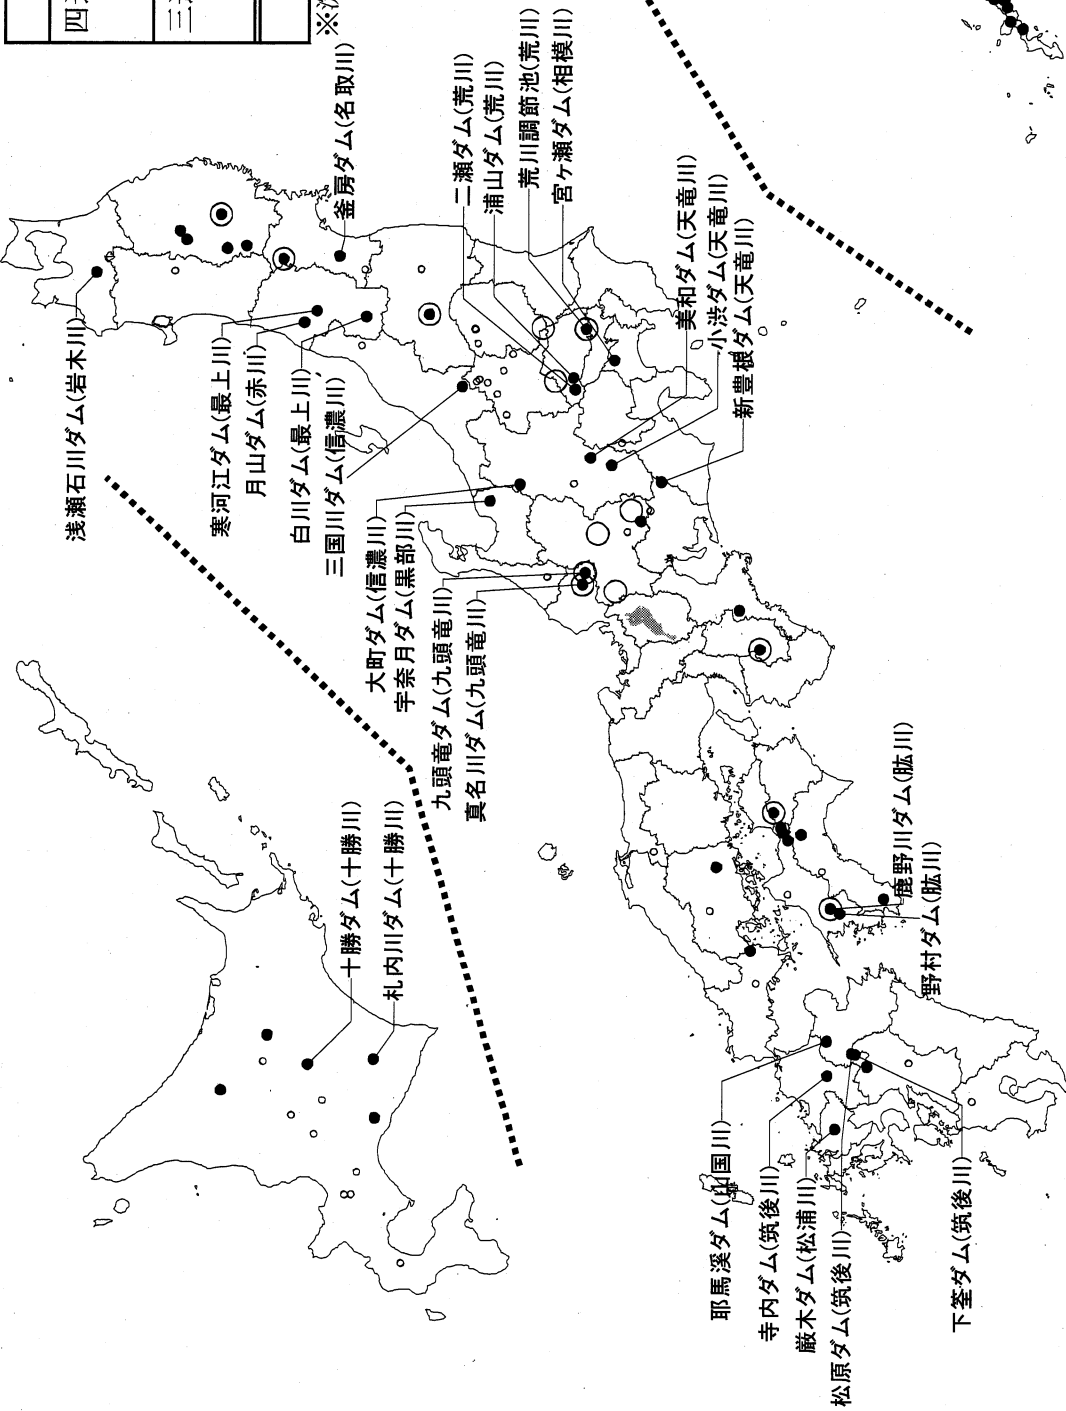 四
三
※
浅瀬石川ダム(岩木川)
寒河江ダム(最上川)
月山ダム(赤川)
白川ダム(最上川)
三国川ダム(信濃川)
大町ダム(信濃川)
宇奈月ダム(黒部川)
九頭竜ダム(九頭竜川)
真名川ダム(九頭竜川)
釜房ダム(名取川)
二瀬ダム(荒川)
浦山ダム(荒川)
荒川調節池(荒川)
宮ヶ瀬ダム(相模川)
美和ダム(天竜川)
小渋ダム(天竜川)
新豊根ダム(天竜川)
十勝ダム(十勝川)
札内川ダム(十勝川)
鹿野川ダム(肱川)
野村ダム(肱川)
耶馬溪ダム(山国川)
寺内ダム(筑後川)
厳木ダム(松浦川)
松原ダム(筑後川)
下筌ダム(筑後川)